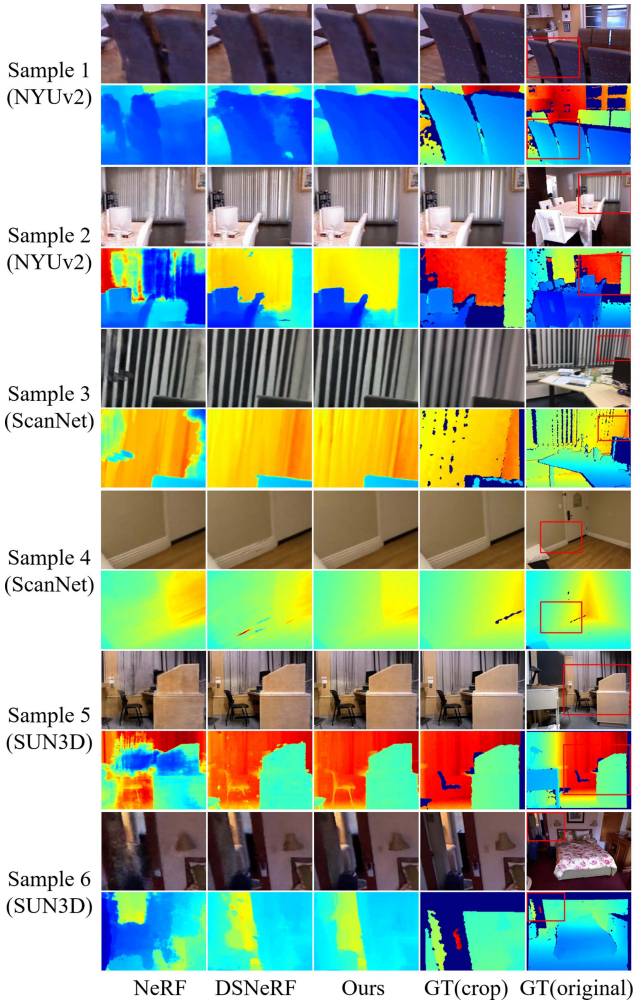 Sample 1
(NYUv2)
Sample 2
(NYUv2)
Sample 3
(ScanNet)
Sample 4
(ScanNet)
Sample 5
(SUN3D)
Sample 6
(SUN3D)
NeRF DSNeRF Ours GT(crop) GT(original)